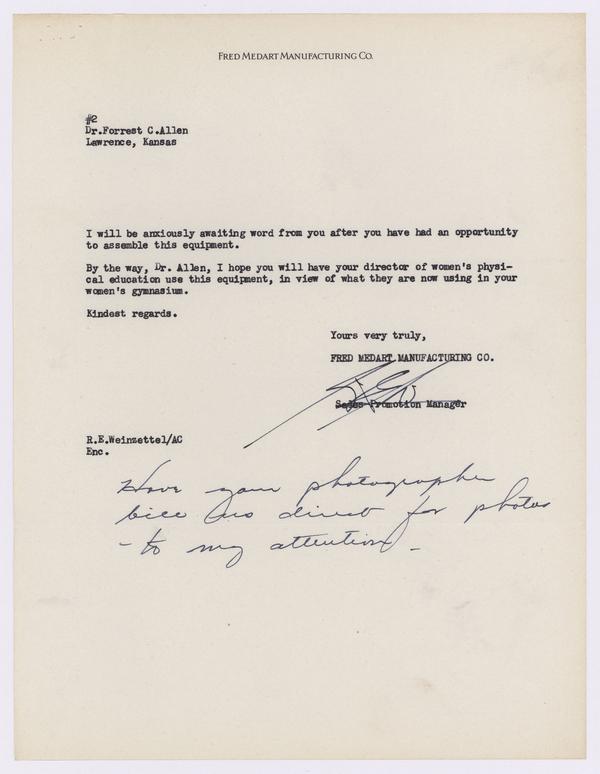 FRED MEDART MANUFACTURING CO.
#2
Dr.Forrest C.Allen
Lawrence, Kansas
I will be anxiously awaiting word from you after you have had an opportunity
to assemble this equipment.
By the way, Dr. Allen, I hope you will have your director of women's physi-
cal education use this equipment, in view of what they are now using in your
women's gymnasium.
Kindest regards.
Yours very truly,
FRED MEDART MANUFACTURING CO.
Sales Promotion Manager
R.E.Weinzettel/AC
Enc.
Have your photographer
bill us direct for photos
- to my attention -